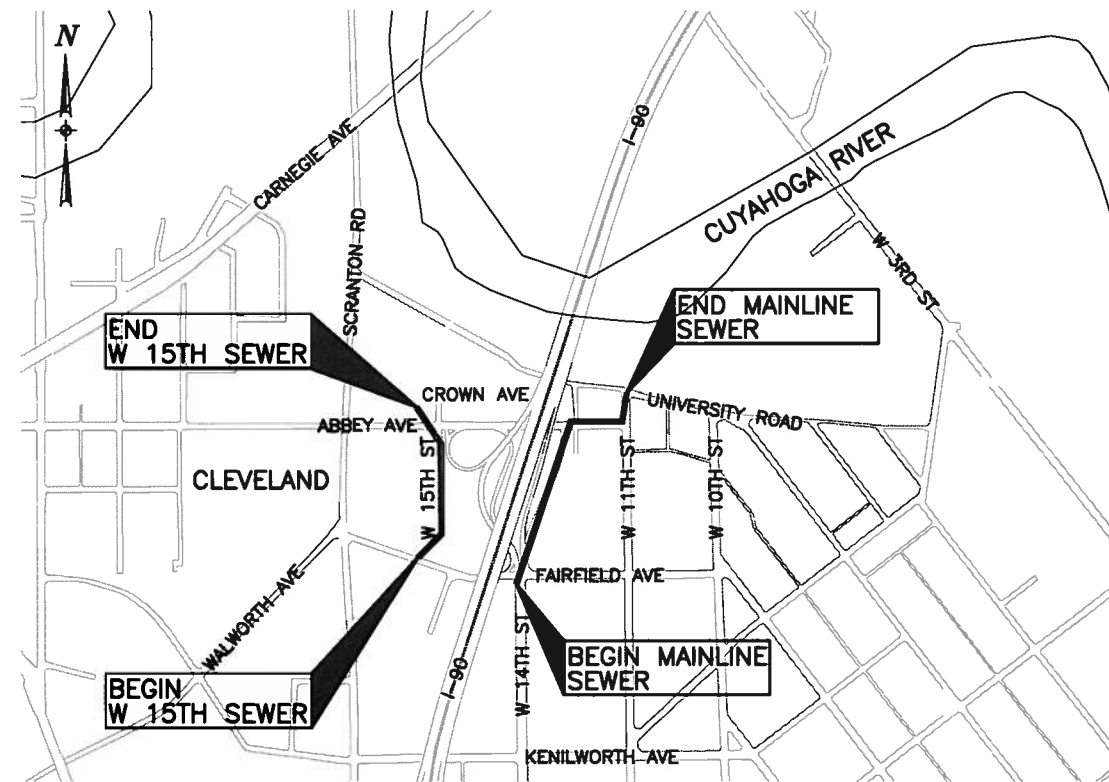 N
I-90
CARNEGIE AVE
CUYAHOGA RIVER
SCRANTON RD
W 3RD ST
END MAINLINE
SEWER
END
W 15TH SEWER
CROWN AVE
UNIVERSITY ROAD
ABBEY AVE
W 15TH ST
W 11TH ST
W 10TH ST
CLEVELAND
FAIRFIELD AVE
WALWORTH AVE
W 14TH ST
BEGIN MAINLINE
SEWER
I-90
BEGIN
W 15TH SEWER
KENILWORTH AVE